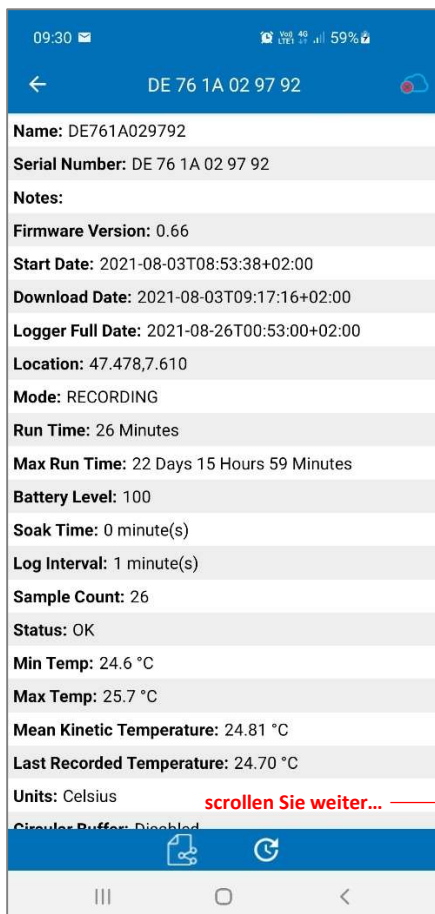 09:30 59%
Vo)) 4G
LTE1
DE 76 1A 02 97 92
Name: DE761A029792
Serial Number: DE 76 1A 02 97 92
Notes:
Firmware Version: 0.66
Start Date: 2021-08-03T08:53:38+02:00
Download Date: 2021-08-03T09:17:16+02:00
Logger Full Date: 2021-08-26T00:53:00+02:00
Location: 47.478,7.610
Mode: RECORDING
Run Time: 26 Minutes
Max Run Time: 22 Days 15 Hours 59 Minutes
Battery Level: 100
Soak Time: 0 minute(s)
Log Interval: 1 minute(s)
Sample Count: 26
Status: OK
Min Temp: 24.6 °C
Max Temp: 25.7 °C
Mean Kinetic Temperature: 24.81 °C
Last Recorded Temperature: 24.70 °C
Units: Celsius
scrollen Sie weiter...
Circular Buffer: Disabled